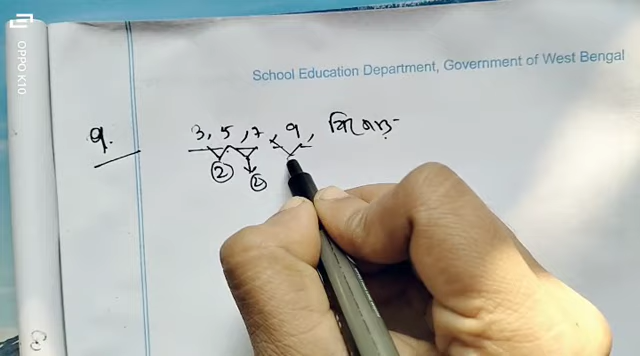 OPPO K10
School Education Department, Government of West Bengal
9. 3, 5, 7, 9,
② ②